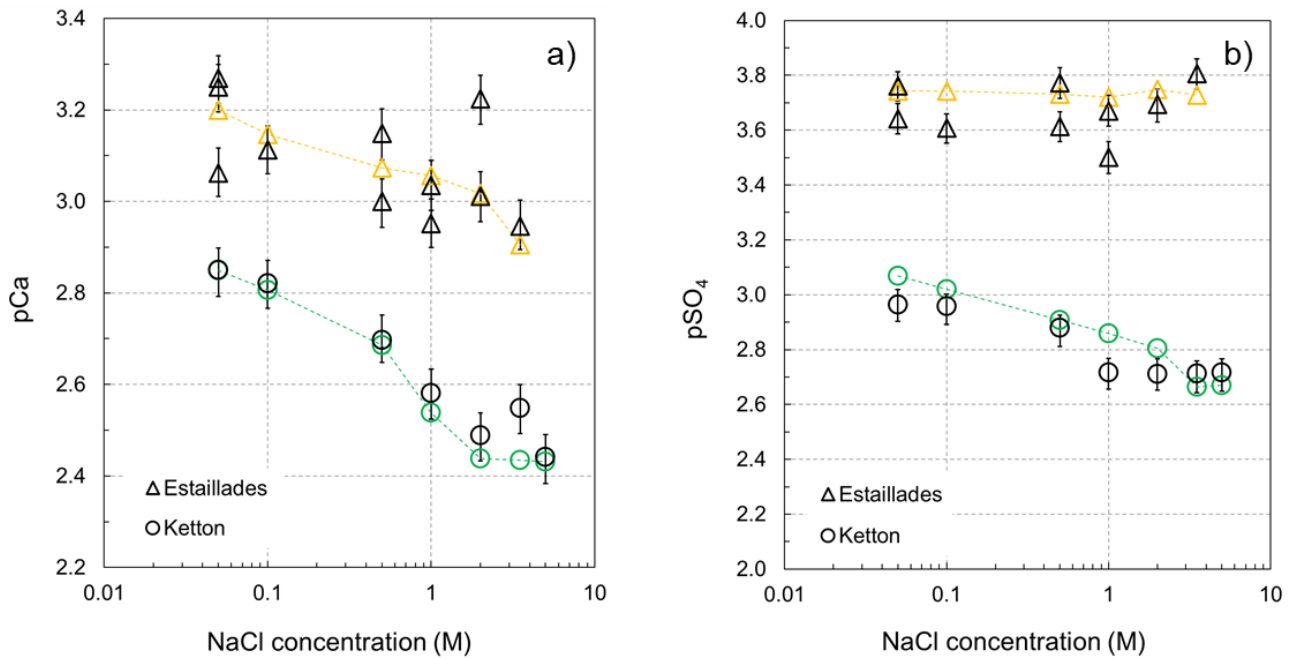 a)
pCa
3.4
3.2
3.0
2.8
2.6
2.4
2.2
Estaillades
Ketton
0.01 0.1 1 10
NaCl concentration (M)
b)
pSO₄
4.0
3.8
3.6
3.4
3.2
3.0
2.8
2.6
2.4
2.2
2.0
Estaillades
Ketton
0.01 0.1 1 10
NaCl concentration (M)